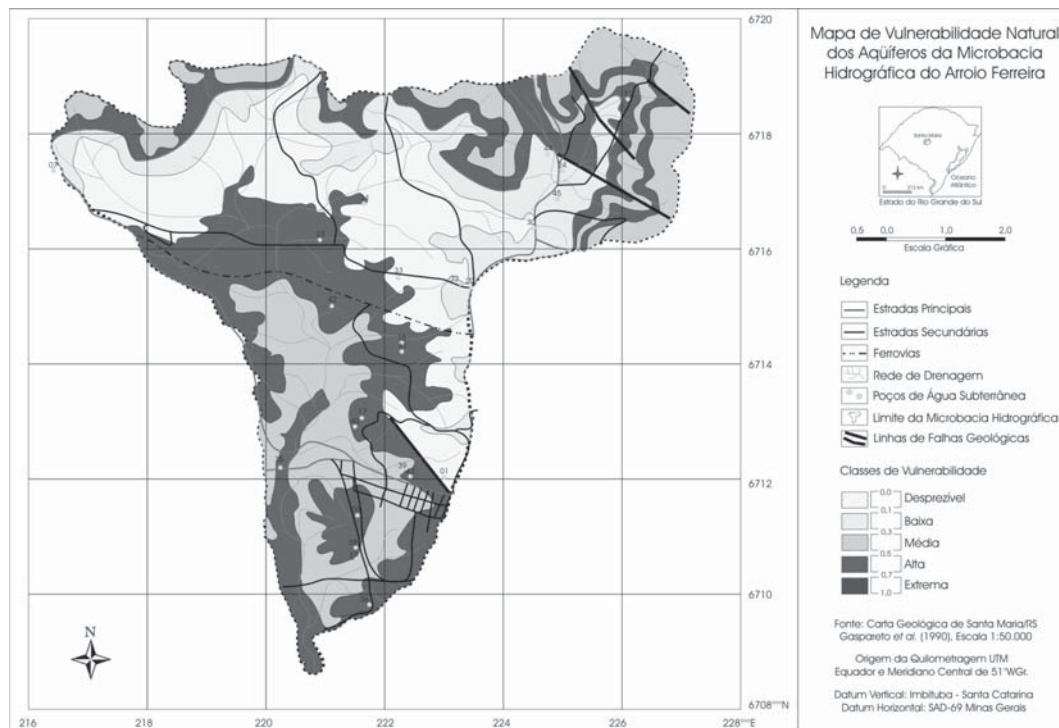 Mapa de Vulnerabilidade Natural
dos Aqüíferos da Microbacia
Hidrográfica do Arroio Ferreira
Santa Maria
Oceano
Atlântico
Estado do Rio Grande do Sul
0,5 0,0 1,0 2,0
Escala Gráfica
Legenda
Estradas Principais
Estradas Secundárias
Ferrovias
Rede de Drenagem
Poços de Água Subterrânea
Limite da Microbacia Hidrográfica
Linhas de Falhas Geológicas
Classes de Vulnerabilidade
0,0
Desprezível
0,1
Baixa
0,3
Média
0,5
Alta
0,7
Extrema
1,0
Fonte: Carta Geológica de Santa Maria/RS
Gaspareto et al. (1990), Escala 1:50.000
Origem da Quilometragem UTM
Equador e Meridiano Central de 51°WGr.
Datum Vertical: Imbituba - Santa Catarina
Datum Horizontal: SAD-69 Minas Gerais
6720
6718
6716
6714
6712
6710
6708 N
216 218 220 222 224 226 228 E
N
45
33
39
01